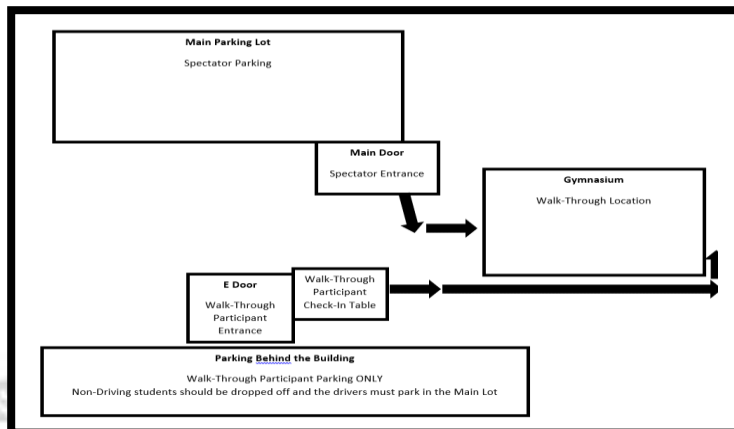 Main Parking Lot
Spectator Parking
Main Door
Spectator Entrance
Gymnasium
Walk-Through Location
E Door
Walk-Through
Participant
Entrance
Walk-Through
Participant
Check-In Table
Parking Behind the Building
Walk-Through Participant Parking ONLY
Non-Driving students should be dropped off and the drivers must park in the Main Lot